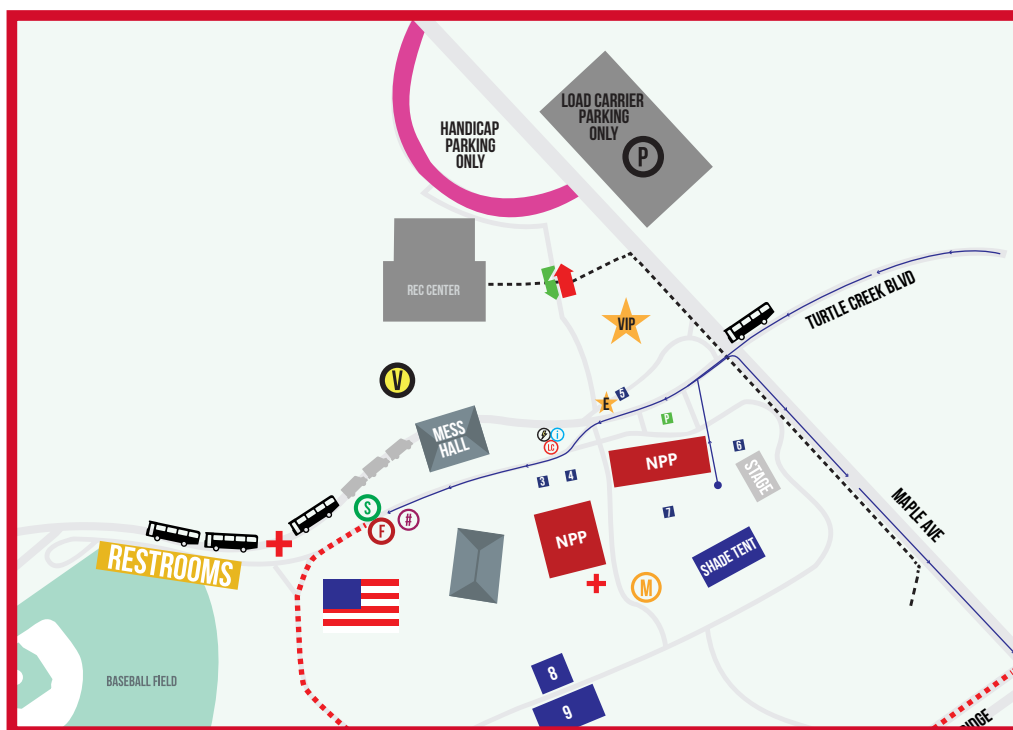 HANDICAP
PARKING
ONLY
LOAD CARRIER
PARKING
ONLY
P
REC CENTER
VIP
TURTLE CREEK BLVD
V
E
5
P
MESS
HALL
i
LC
NPP
6
STAGE
3
4
S
F
#
7
NPP
MAPLE AVE
RESTROOMS
SHADE TENT
M
BASEBALL FIELD
8
9